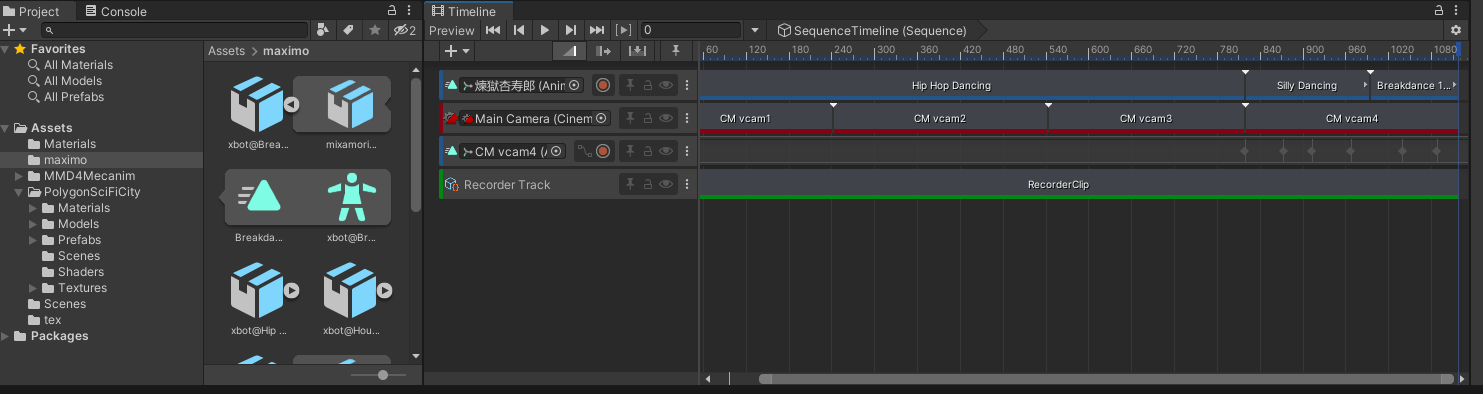 Project
Console
2
Favorites
All Materials
All Models
All Prefabs
Assets
Materials
maximo
MMD4Mecanim
PolygonSciFiCity
Materials
Models
Prefabs
Scenes
Shaders
Textures
Scenes
tex
Packages
Assets
maximo
xbot@Brea...
mixamori...
Breakda...
xbot@Br...
xbot@Hip ...
xbot@Hou...
Timeline
Preview
0
SequenceTimeline (Sequence)
60 120 180 240 300 360 420 480 540 600 660 720 780 840 900 960 1020 1080
煉獄杏寿郎 (Anin
Hip Hop Dancing
Silly Dancing
Breakdance 1...
Main Camera (Cinem
CM vcam1
CM vcam2
CM vcam3
CM vcam4
CM vcam4 (A
Recorder Track
RecorderClip